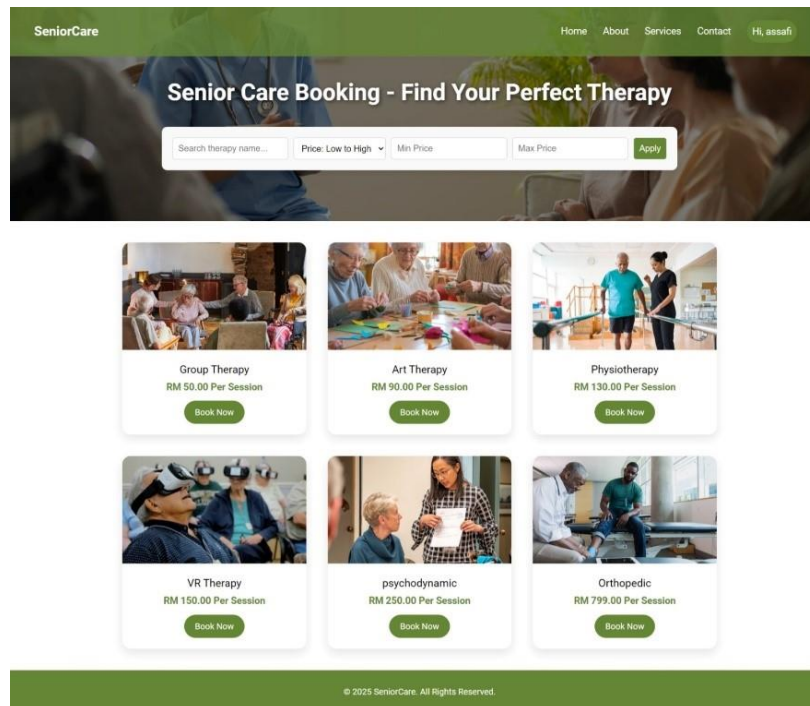 SeniorCare
Home About Services Contact Hi, assafi
Senior Care Booking - Find Your Perfect Therapy
Search therapy name... Price: Low to High Min Price Max Price Apply
Group Therapy
RM 50.00 Per Session
Book Now
Art Therapy
RM 90.00 Per Session
Book Now
Physiotherapy
RM 130.00 Per Session
Book Now
VR Therapy
RM 150.00 Per Session
Book Now
psychodynamic
RM 250.00 Per Session
Book Now
Orthopedic
RM 799.00 Per Session
Book Now
© 2025 SeniorCare. All Rights Reserved.